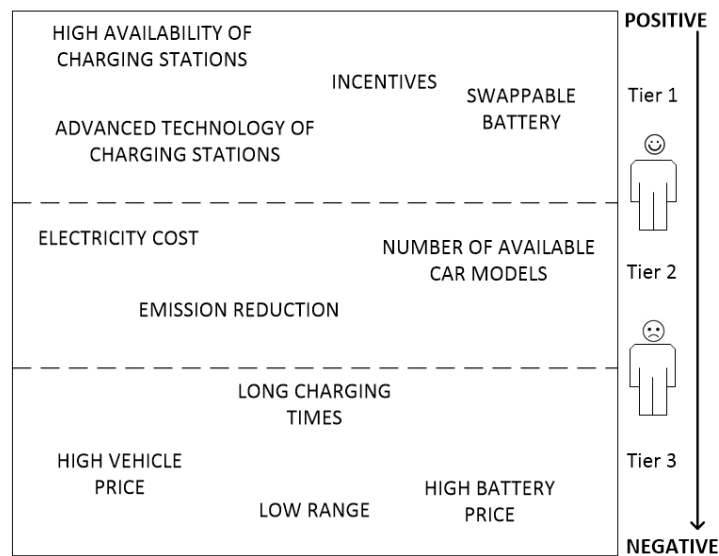 POSITIVE
HIGH AVAILABILITY OF
CHARGING STATIONS
INCENTIVES
SWAPPABLE
BATTERY
Tier 1
ADVANCED TECHNOLOGY OF
CHARGING STATIONS
ELECTRICITY COST
NUMBER OF AVAILABLE
CAR MODELS
Tier 2
EMISSION REDUCTION
LONG CHARGING
TIMES
HIGH VEHICLE
PRICE
Tier 3
LOW RANGE
HIGH BATTERY
PRICE
NEGATIVE